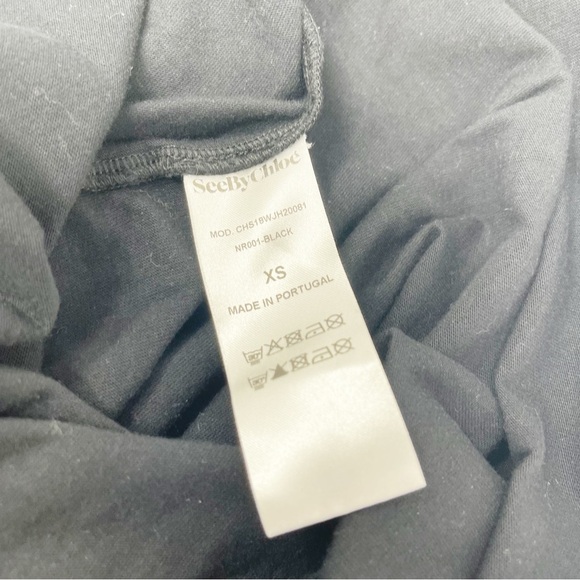 SeeByChloé
MOD. CHS18WJH20081
NR001-BLACK
XS
MADE IN PORTUGAL